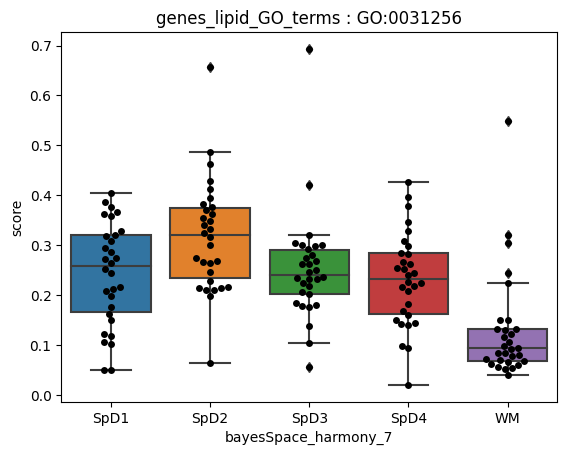 genes_lipid_GO_terms : GO:0031256
0.7
0.6
0.5
0.4
0.3
0.2
0.1
0.0
score
SpD1 SpD2 SpD3 SpD4 WM
bayesSpace_harmony_7